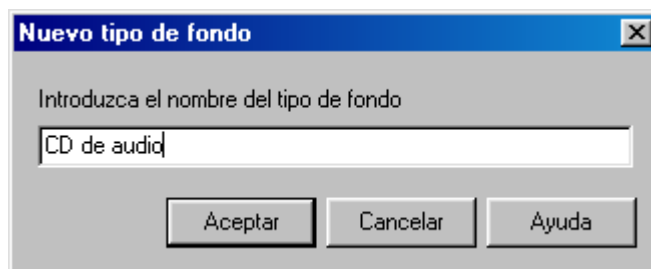 Nuevo tipo de fondo
Introduzca el nombre del tipo de fondo
CD de audio
Aceptar Cancelar Ayuda